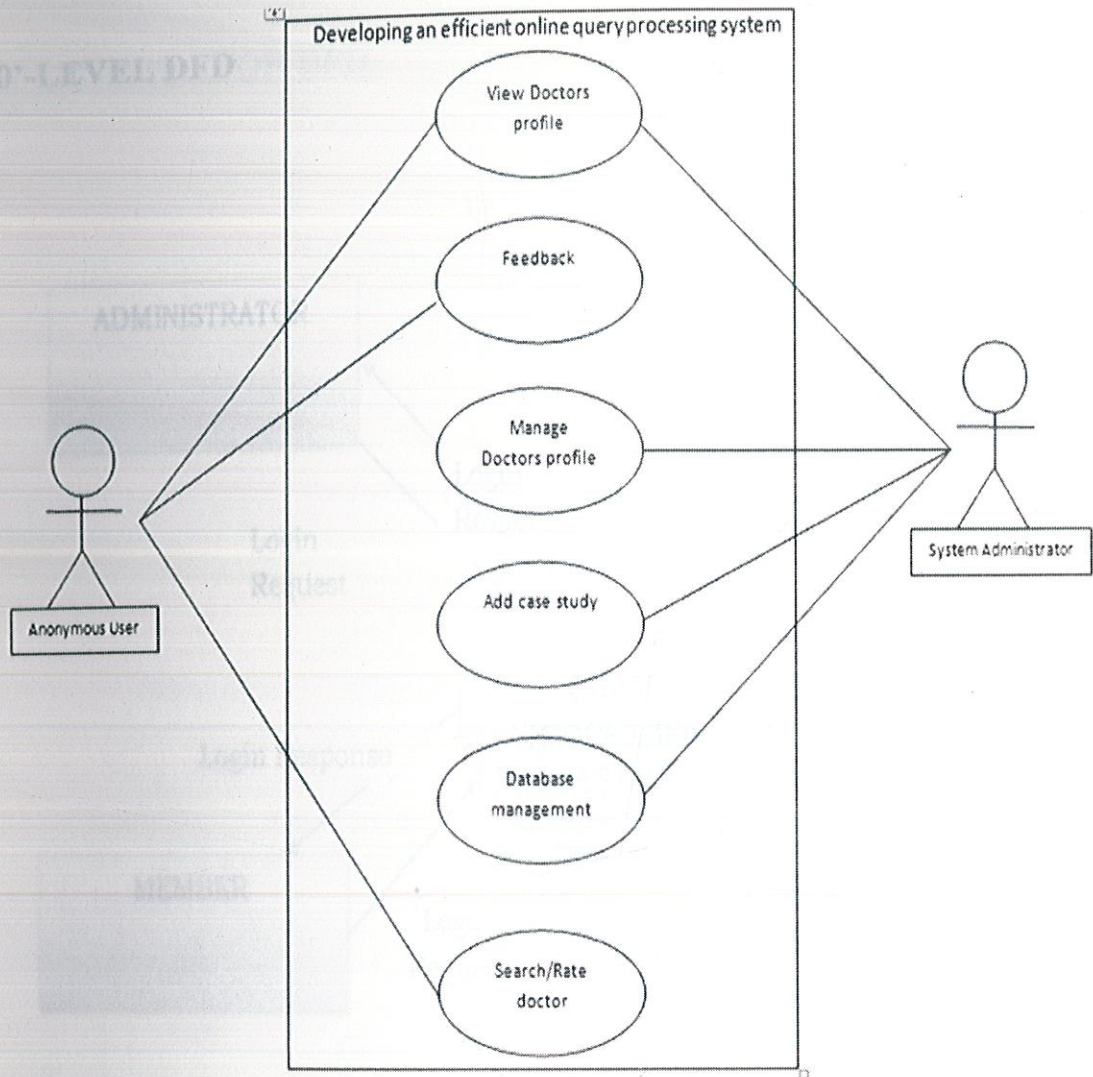 Developing an efficient online query processing system
0'-LEVEL DFD
View Doctors
profile
Feedback
ADMINISTRATOR
Manage
Doctors profile
Login
Request
System Administrator
Add case study
Anonymous User
Login Response
Database
management
MEMBER
Search/Rate
doctor